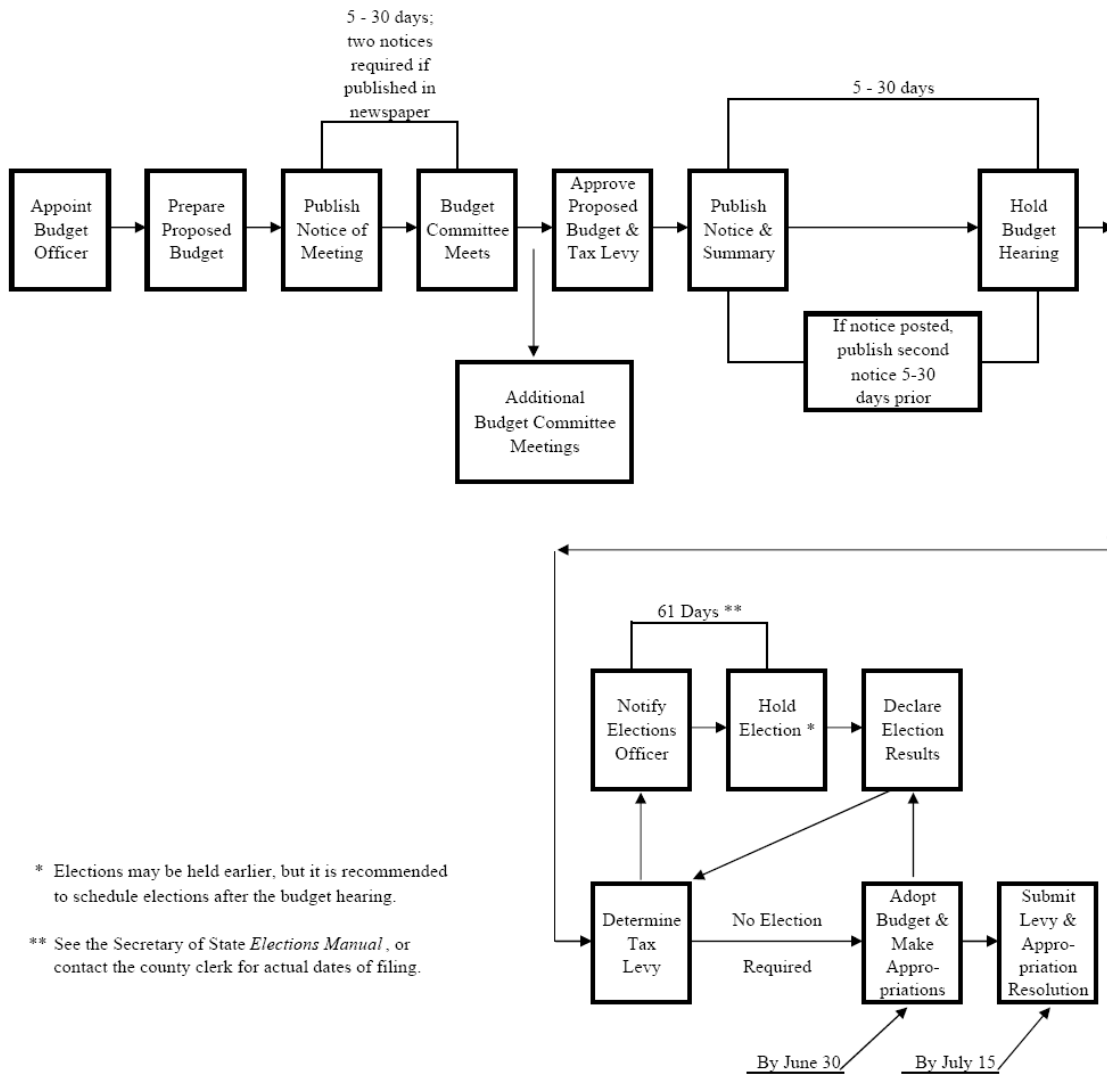 5 - 30 days;
two notices
required if
published in
newspaper
5 - 30 days
Appoint
Budget
Officer
Prepare
Proposed
Budget
Publish
Notice of
Meeting
Budget
Committee
Meets
Approve
Proposed
Budget &
Tax Levy
Publish
Notice &
Summary
Hold
Budget
Hearing
If notice posted,
publish second
notice 5-30
days prior
Additional
Budget Committee
Meetings
61 Days **
Notify
Elections
Officer
Hold
Election *
Declare
Election
Results
* Elections may be held earlier, but it is recommended
to schedule elections after the budget hearing.
** See the Secretary of State Elections Manual , or
contact the county clerk for actual dates of filing.
Determine
Tax
Levy
No Election
Required
Adopt
Budget &
Make
Appro-
priations
Submit
Levy &
Appro-
priation
Resolution
By June 30
By July 15